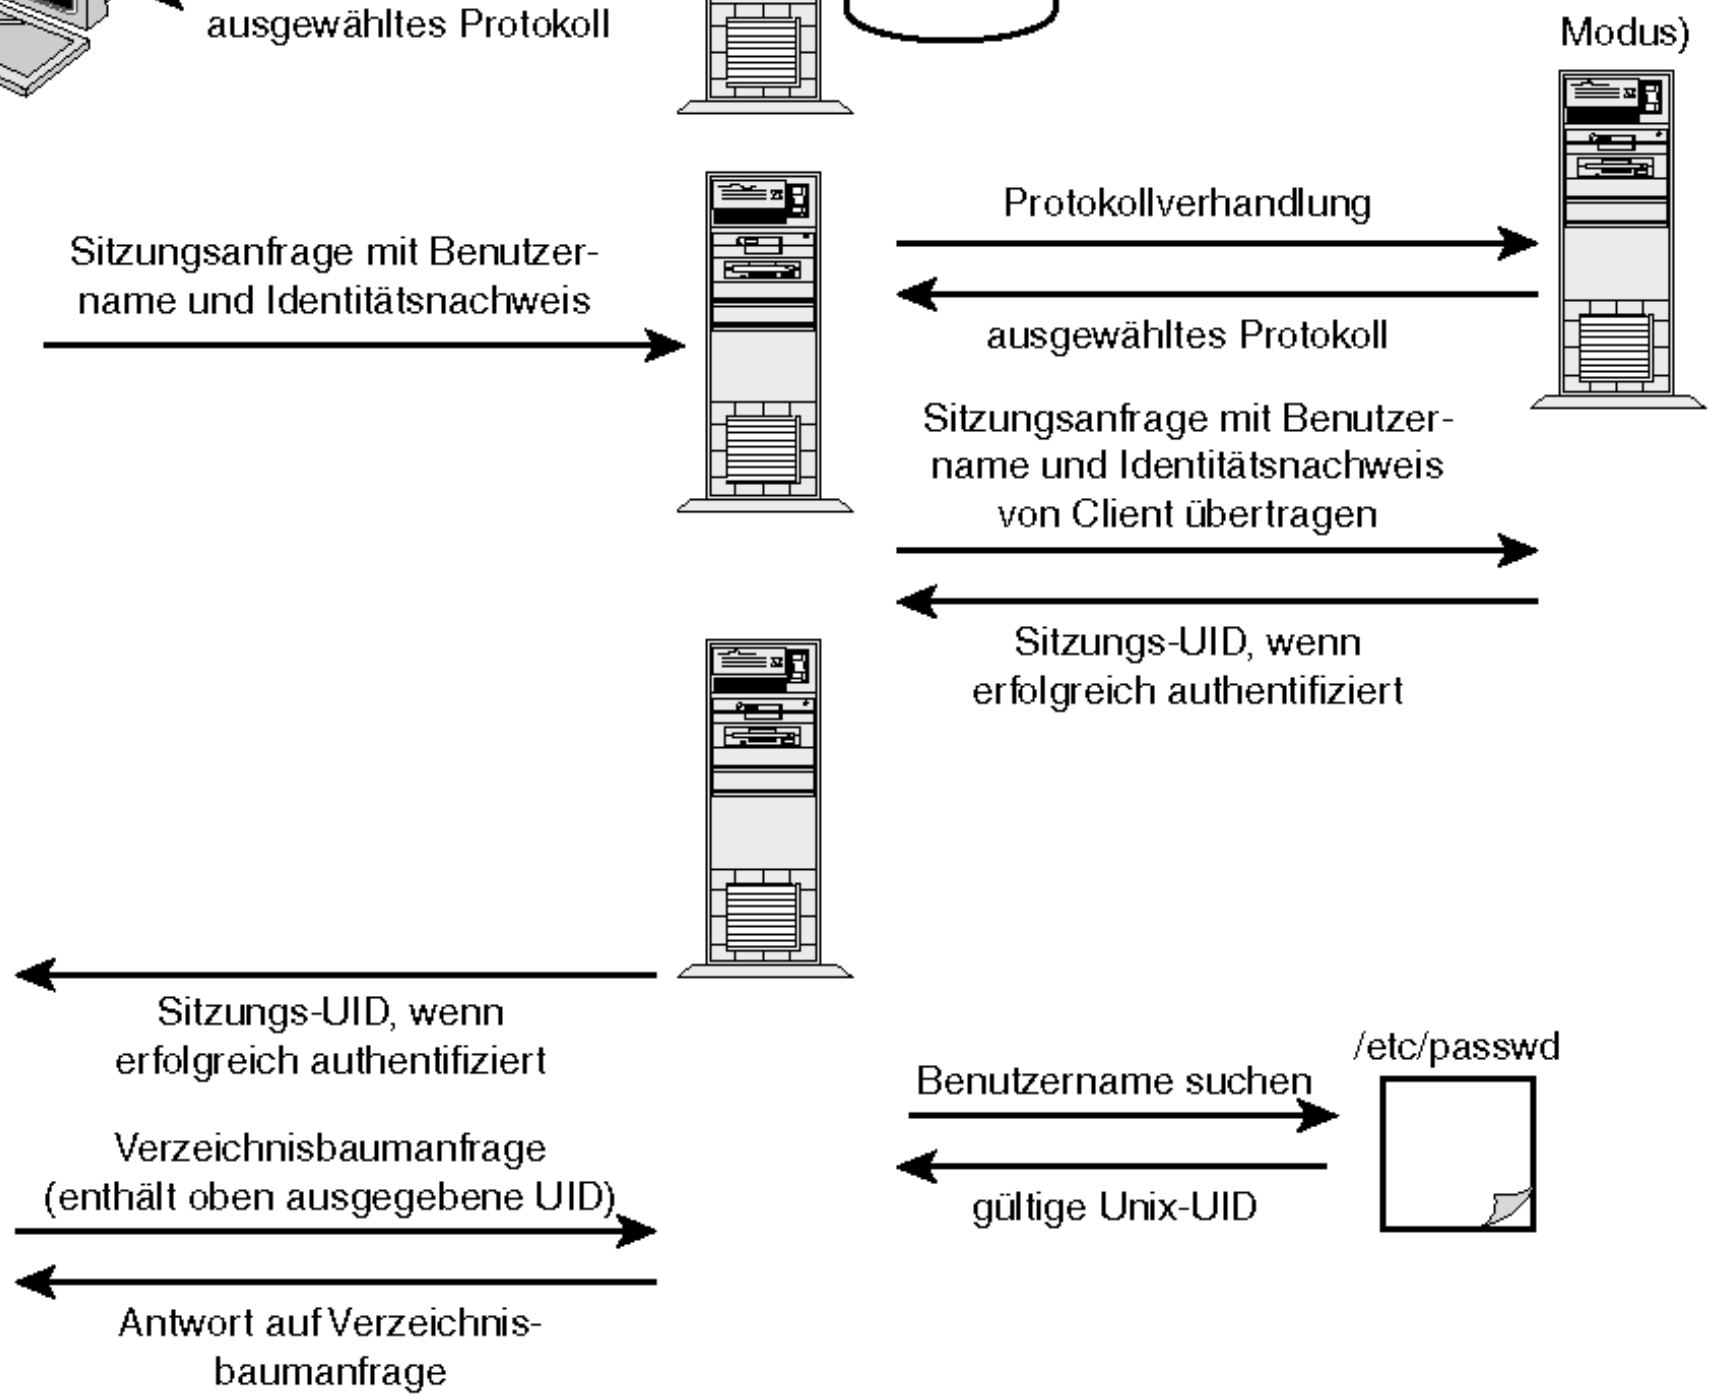 ausgewähltes Protokoll
Modus)
Protokollverhandlung
Sitzungsanfrage mit Benutzer-
name und Identitätsnachweis
ausgewähltes Protokoll
Sitzungsanfrage mit Benutzer-
name und Identitätsnachweis
von Client übertragen
Sitzungs-UID, wenn
erfolgreich authentifiziert
Sitzungs-UID, wenn
erfolgreich authentifiziert
/etc/passwd
Benutzername suchen
Verzeichnisbaumanfrage
(enthält oben ausgegebene UID)
gültige Unix-UID
Antwort auf Verzeichnis-
baumanfrage